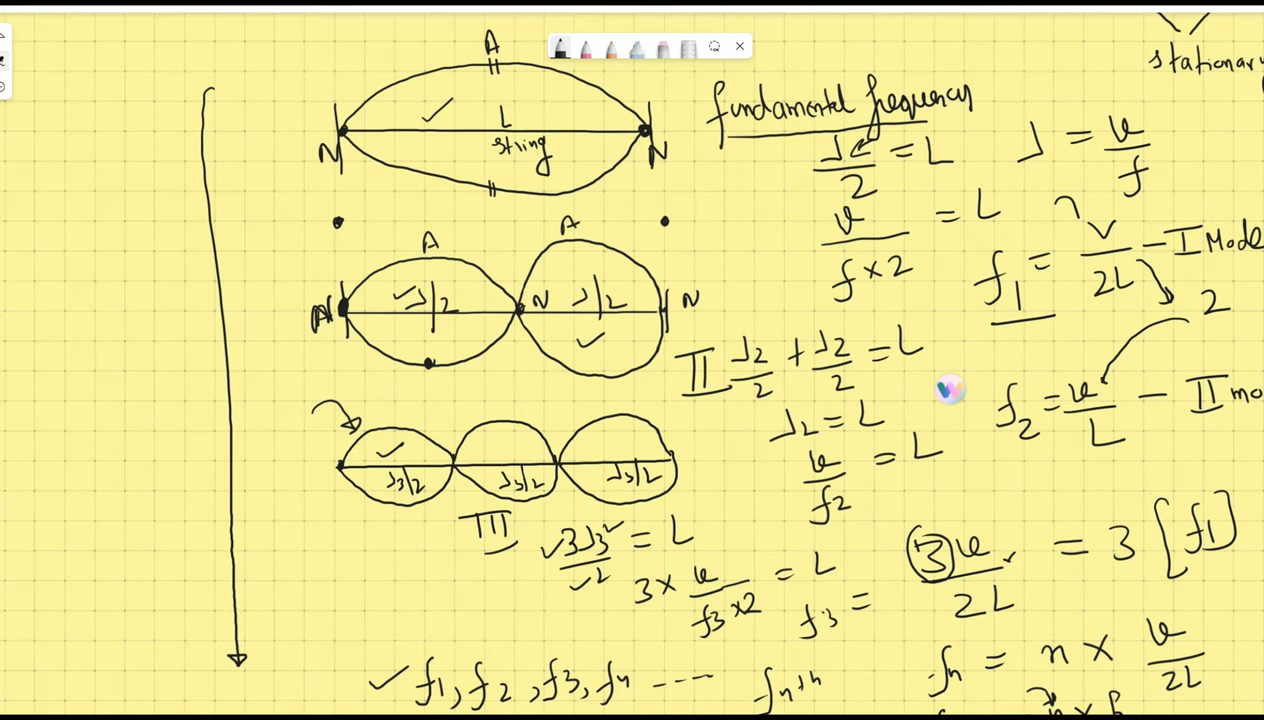 A
L
string
N N
A A
N λ/2 N λ/2 N
λ3/2 λ3/2 λ3/2
III 3λ3/2 = L
3 × v/f3×2 = L
f3 = 3v/2L = 3 [f1]
stationary
fundamental frequency
λ/2 = L λ = v/f
v/f×2 = L
f1 = v/2L - I Mode
2
II λ2/2 + λ2/2 = L
λ2 = L f2 = v/L - II mo
v/f2 = L
fn = n × v/2L
f1, f2, f3, fn ---- fnth